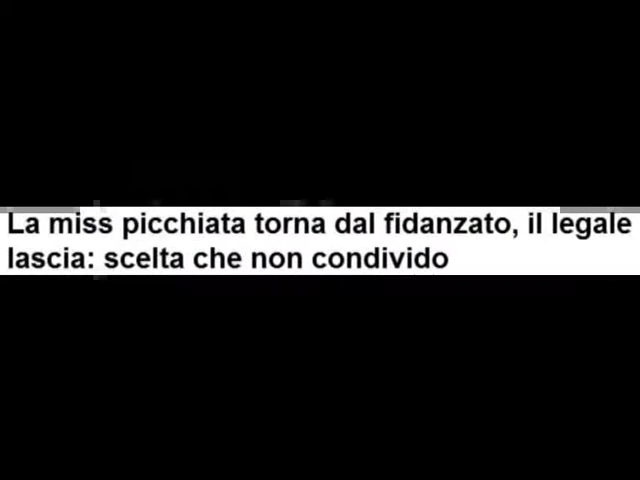 La miss picchiata torna dal fidanzato, il legale
lascia: scelta che non condivido